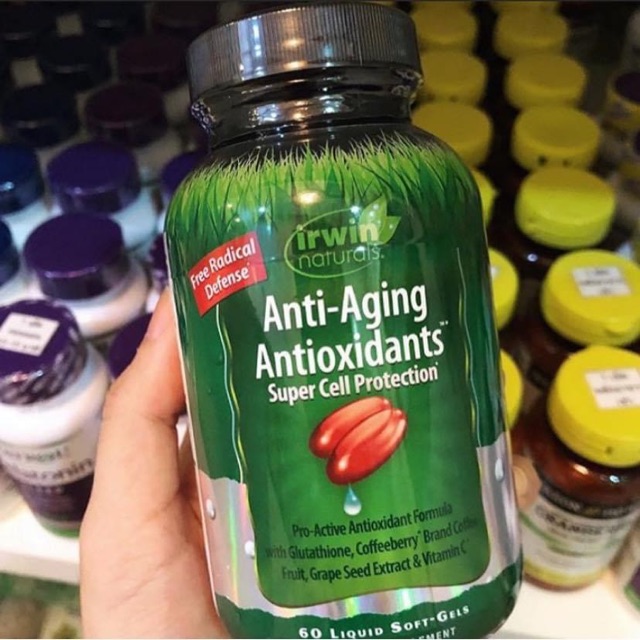 irwin
naturals
Free Radical
Defense
Anti-Aging
Antioxidants™
Super Cell Protection*
Pro-Active Antioxidant Formula
with Glutathione, Coffeeberry® Brand Coffee
Fruit, Grape Seed Extract & Vitamin C
60 Liquid Soft-Gels